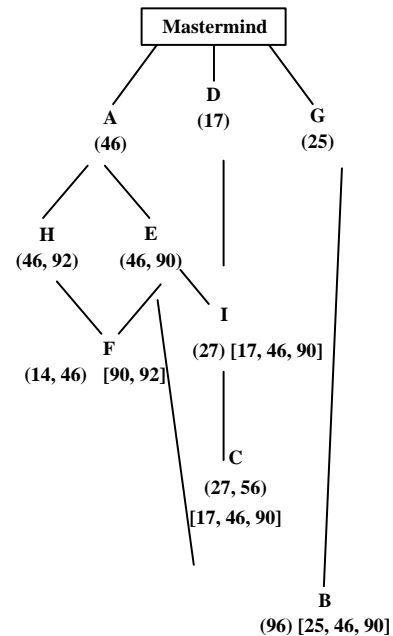 Mastermind
D
(17)
A
(46)
G
(25)
H
(46, 92)
E
(46, 90)
I
(27) [17, 46, 90]
F
(14, 46) [90, 92]
C
(27, 56)
[17, 46, 90]
B
(96) [25, 46, 90]